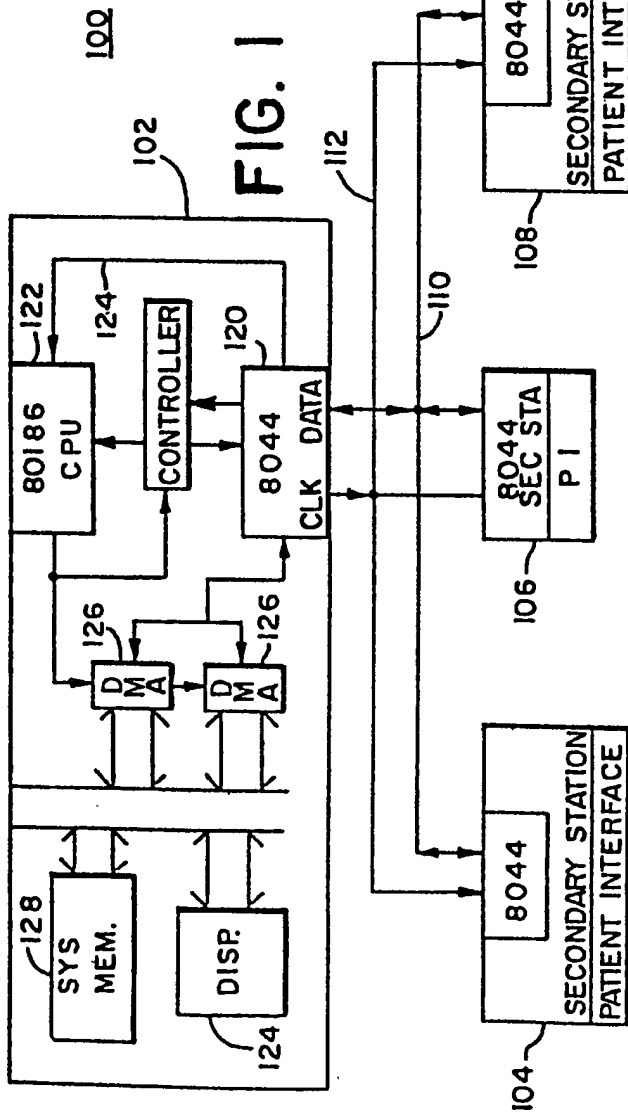 100
FIG. 1
102
122
80186
CPU
124
CONTROLLER
120
8044
CLK DATA
126
DMA
126
DMA
128
SYS
MEM.
DISP.
124
112
110
8044
SECONDARY STATION
PATIENT INTERFACE
104
8044
SEC STA
PI
106
8044
SECONDARY S
PATIENT INT
108